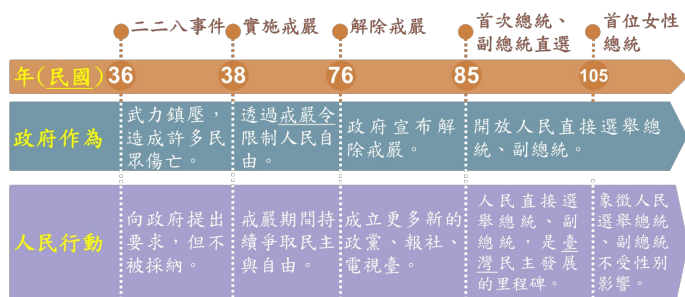 二二八事件
實施戒嚴
解除戒嚴
首次總統、
副總統直選
首位女性
總統
年(民國)
36
38
76
85
105
政府作為
武力鎮壓，
造成許多民
眾傷亡。
透過戒嚴令
限制人民自
由。
政府宣布解
除戒嚴。
開放人民直接選舉總
統、副總統。
人民行動
向政府提出
要求，但不
被採納。
戒嚴期間持
續爭取民主
與自由。
成立更多新的
政黨、報社、
電視臺。
人民直接選
舉總統、副
總統，是臺
灣民主發展
的里程碑。
象徵人民
選舉總統、
副總統
不受性別
影響。